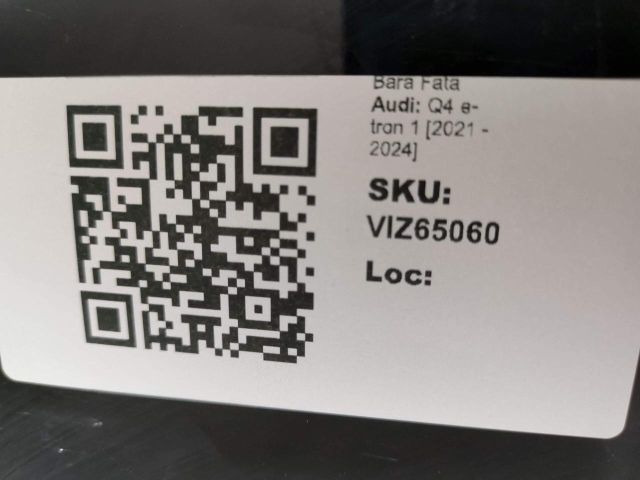 Bara Fata
Audi: Q4 e-
tron 1 [2021 -
2024]
SKU:
VIZ65060
Loc: